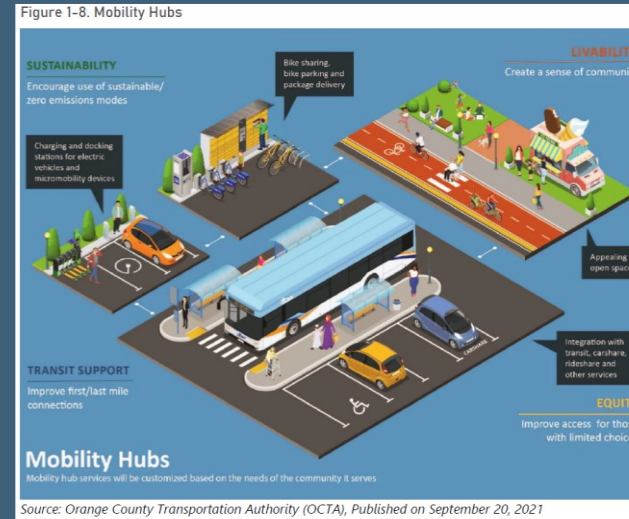 Figure 1-8. Mobility Hubs
SUSTAINABILITY
Encourage use of sustainable/
zero emissions modes
Bike sharing,
bike parking and
package delivery
LIVABILIT
Create a sense of communi
Charging and docking
stations for electric
vehicles and
micromobility devices
Appealing
open space
Integration with
transit, carshare,
rideshare and
other services
CARSHARE
TRANSIT SUPPORT
Improve first/last mile
connections
EQUIT
Improve access for tho
with limited choic
Mobility Hubs
Mobility hub services will be customized based on the needs of the community it serves
Source: Orange County Transportation Authority (OCTA), Published on September 20, 2021